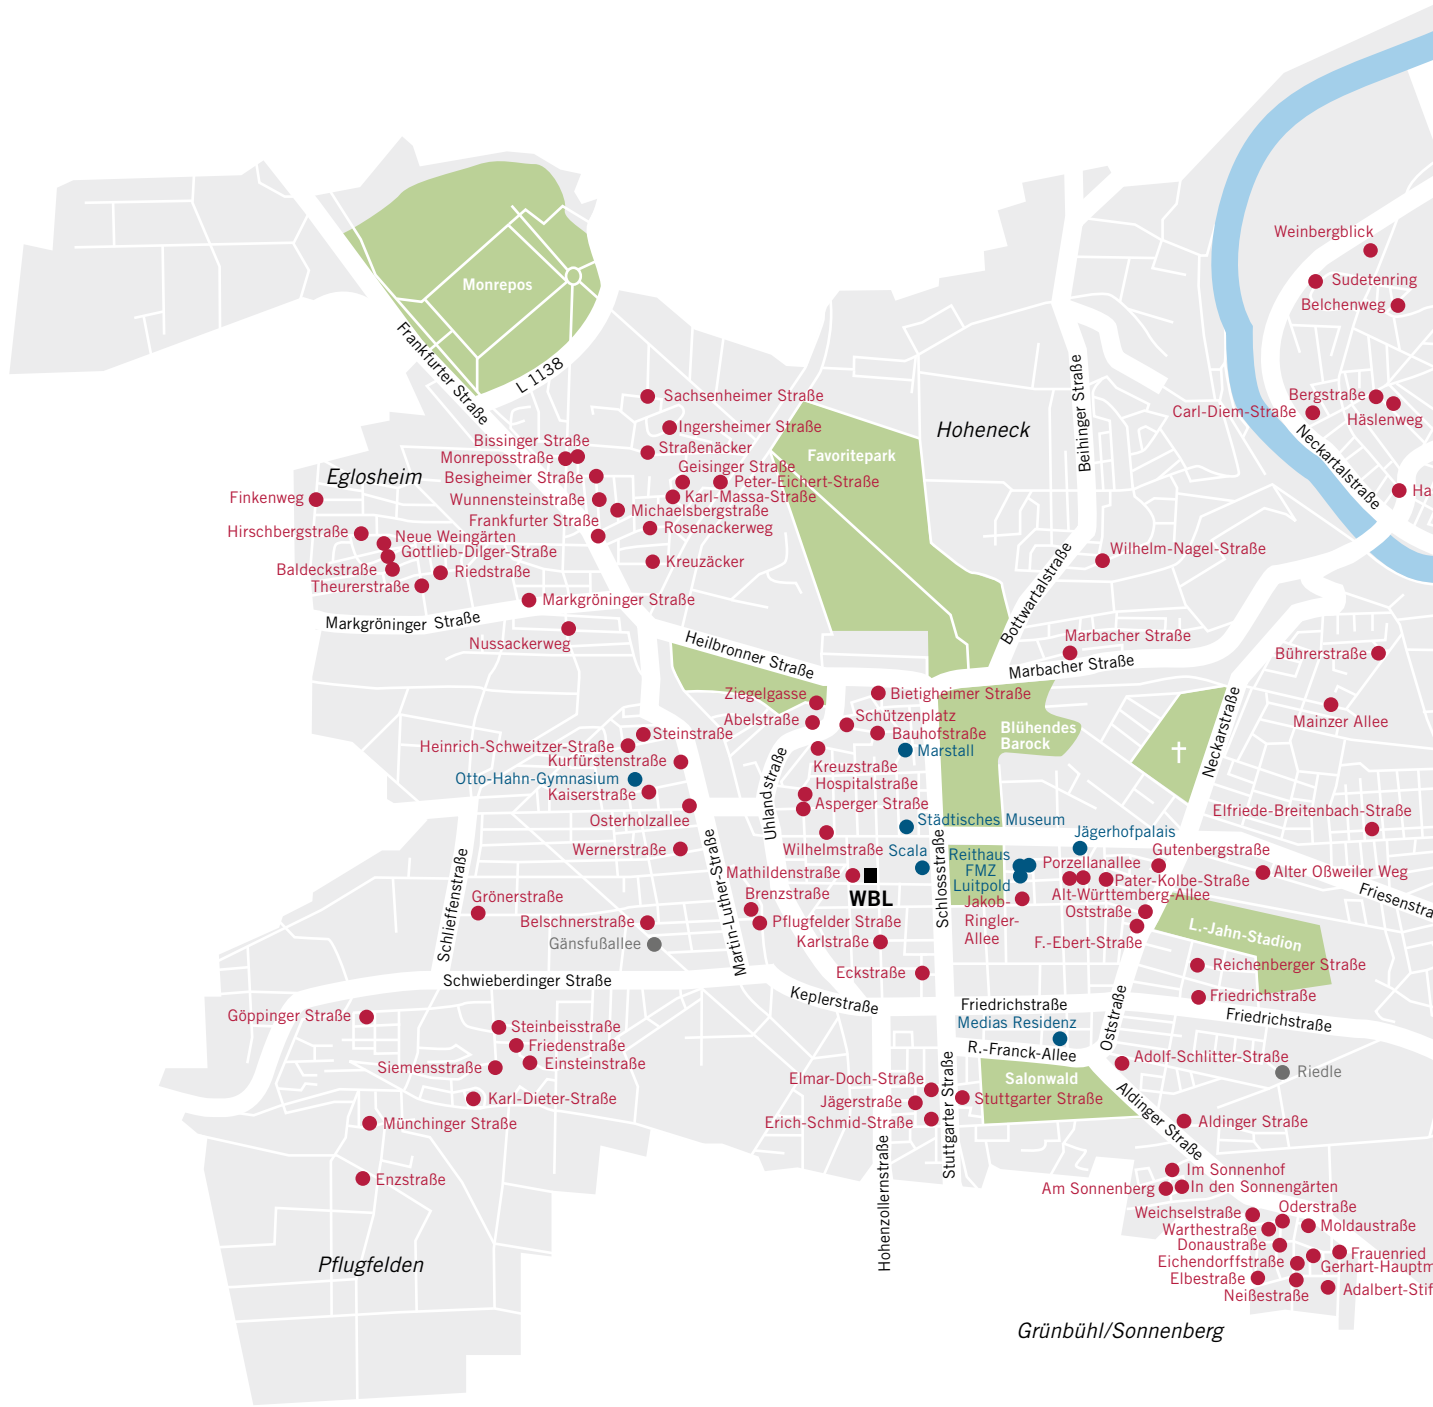 Weinbergblick
Sudetenring
Belchenweg
Monrepos
Frankfurter Straße
L 1138
Beihinger Straße
Sachsenheimer Straße
Bergstraße
Carl-Diem-Straße
Häslenweg
Hoheneck
Ingersheimer Straße
Neckartalstraße
Bissinger Straße
Straßenäcker
Favoritepark
Monreposstraße
Geisinger Straße
Eglosheim
Besigheimer Straße
Peter-Eichert-Straße
Ha
Finkenweg
Wunnensteinstraße
Karl-Massa-Straße
Michaelsbergstraße
Frankfurter Straße
Rosenackerweg
Hirschbergstraße
Neue Weingärten
Gottlieb-Dilger-Straße
Wilhelm-Nagel-Straße
Kreuzäcker
Baldeckstraße
Riedstraße
Theurerstraße
Bottwartalstraße
Markgröninger Straße
Markgröninger Straße
Nussackerweg
Heilbronner Straße
Marbacher Straße
Marbacher Straße
Bührerstraße
Ziegelgasse
Bietigheimer Straße
Abelstraße
Schützenplatz
Mainzer Allee
Neckarstraße
Steinstraße
Bauhofstraße
Blühendes
Barock
Heinrich-Schweitzer-Straße
Marstall
Kurfürstenstraße
Kreuzstraße
Otto-Hahn-Gymnasium
Hospitalstraße
Kaiserstraße
Uhlandstraße
Asperger Straße
Elfriede-Breitenbach-Straße
Osterholzallee
Städtisches Museum
Jägerhofpalais
Wernerstraße
Wilhelmstraße
Scala
Reithaus
FMZ
Luitpold
Porzellanallee
Gutenbergstraße
Mathildenstraße
Pater-Kolbe-Straße
Alter Oßweiler Weg
WBL
Alt-Württemberg-Allee
Friesenstra
Grönerstraße
Brenzstraße
Jakob-
Ringler-
Allee
Oststraße
Belschnerstraße
Pflugfelder Straße
Gänsfußallee
Karlstraße
F.-Ebert-Straße
L.-Jahn-Stadion
Schlieffenstraße
Martin-Luther-Straße
Schlossstraße
Eckstraße
Reichenberger Straße
Schwieberdinger Straße
Keplerstraße
Friedrichstraße
Friedrichstraße
Friedrichstraße
Göppinger Straße
Medias Residenz
Steinbeisstraße
Friedenstraße
Oststraße
R.-Franck-Allee
Siemensstraße
Einsteinstraße
Adolf-Schlitter-Straße
Riedle
Elmar-Doch-Straße
Salonwald
Karl-Dieter-Straße
Jägerstraße
Stuttgarter Straße
Stuttgarter Straße
Erich-Schmid-Straße
Münchinger Straße
Aldinger Straße
Aldinger Straße
Enzstraße
Hohenzollernstraße
Im Sonnenhof
Am Sonnenberg
In den Sonnengärten
Oderstraße
Weichselstraße
Moldaustraße
Warthestraße
Donaustraße
Frauenried
Pflugfelden
Eichendorffstraße
Gerhart-Hauptm
Elbestraße
Adalbert-Stif
Neißestraße
Grünbühl/Sonnenberg